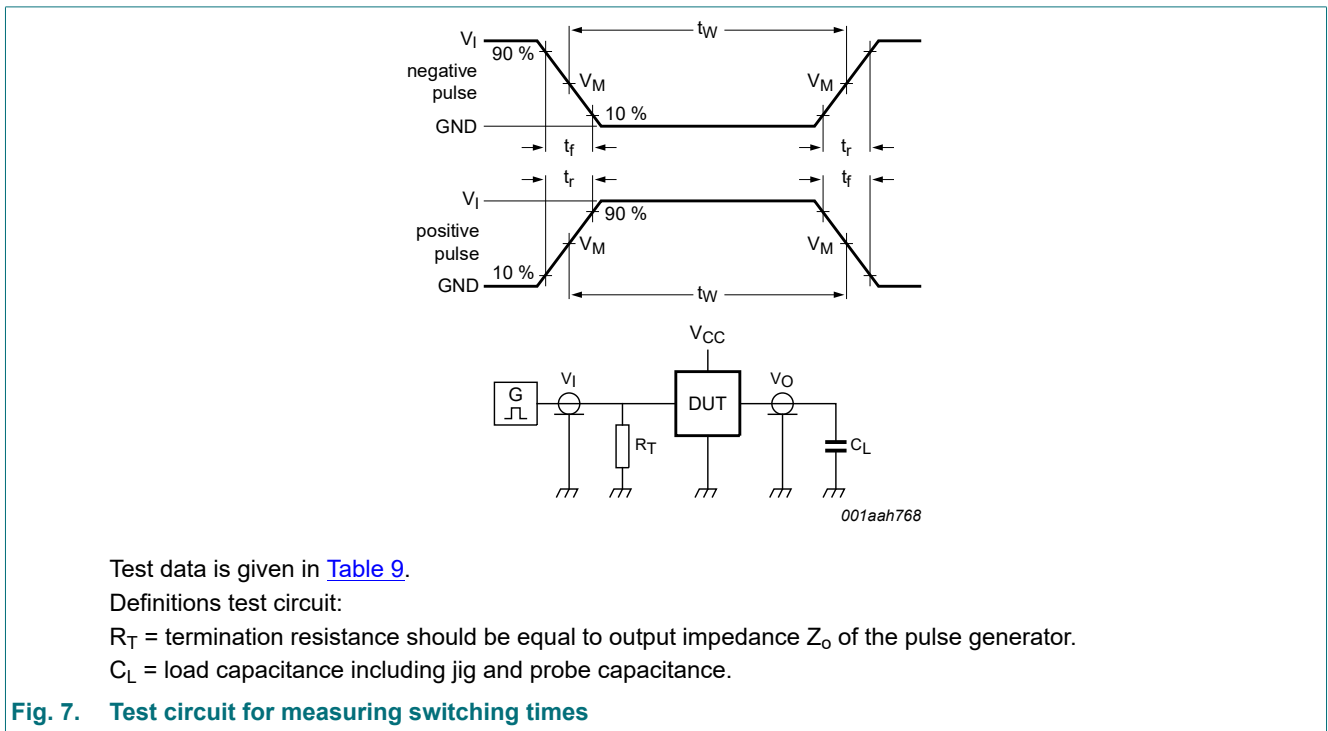 V_I
90 %
t_W
negative
pulse
V_M
V_M
10 %
GND
t_f
t_r
t_r
t_f
V_I
90 %
positive
pulse
V_M
V_M
10 %
GND
t_W
V_CC
G
V_I
DUT
V_O
R_T
C_L
001aah768
Test data is given in Table 9.
Definitions test circuit:
R_T = termination resistance should be equal to output impedance Z_o of the pulse generator.
C_L = load capacitance including jig and probe capacitance.
Fig. 7. Test circuit for measuring switching times